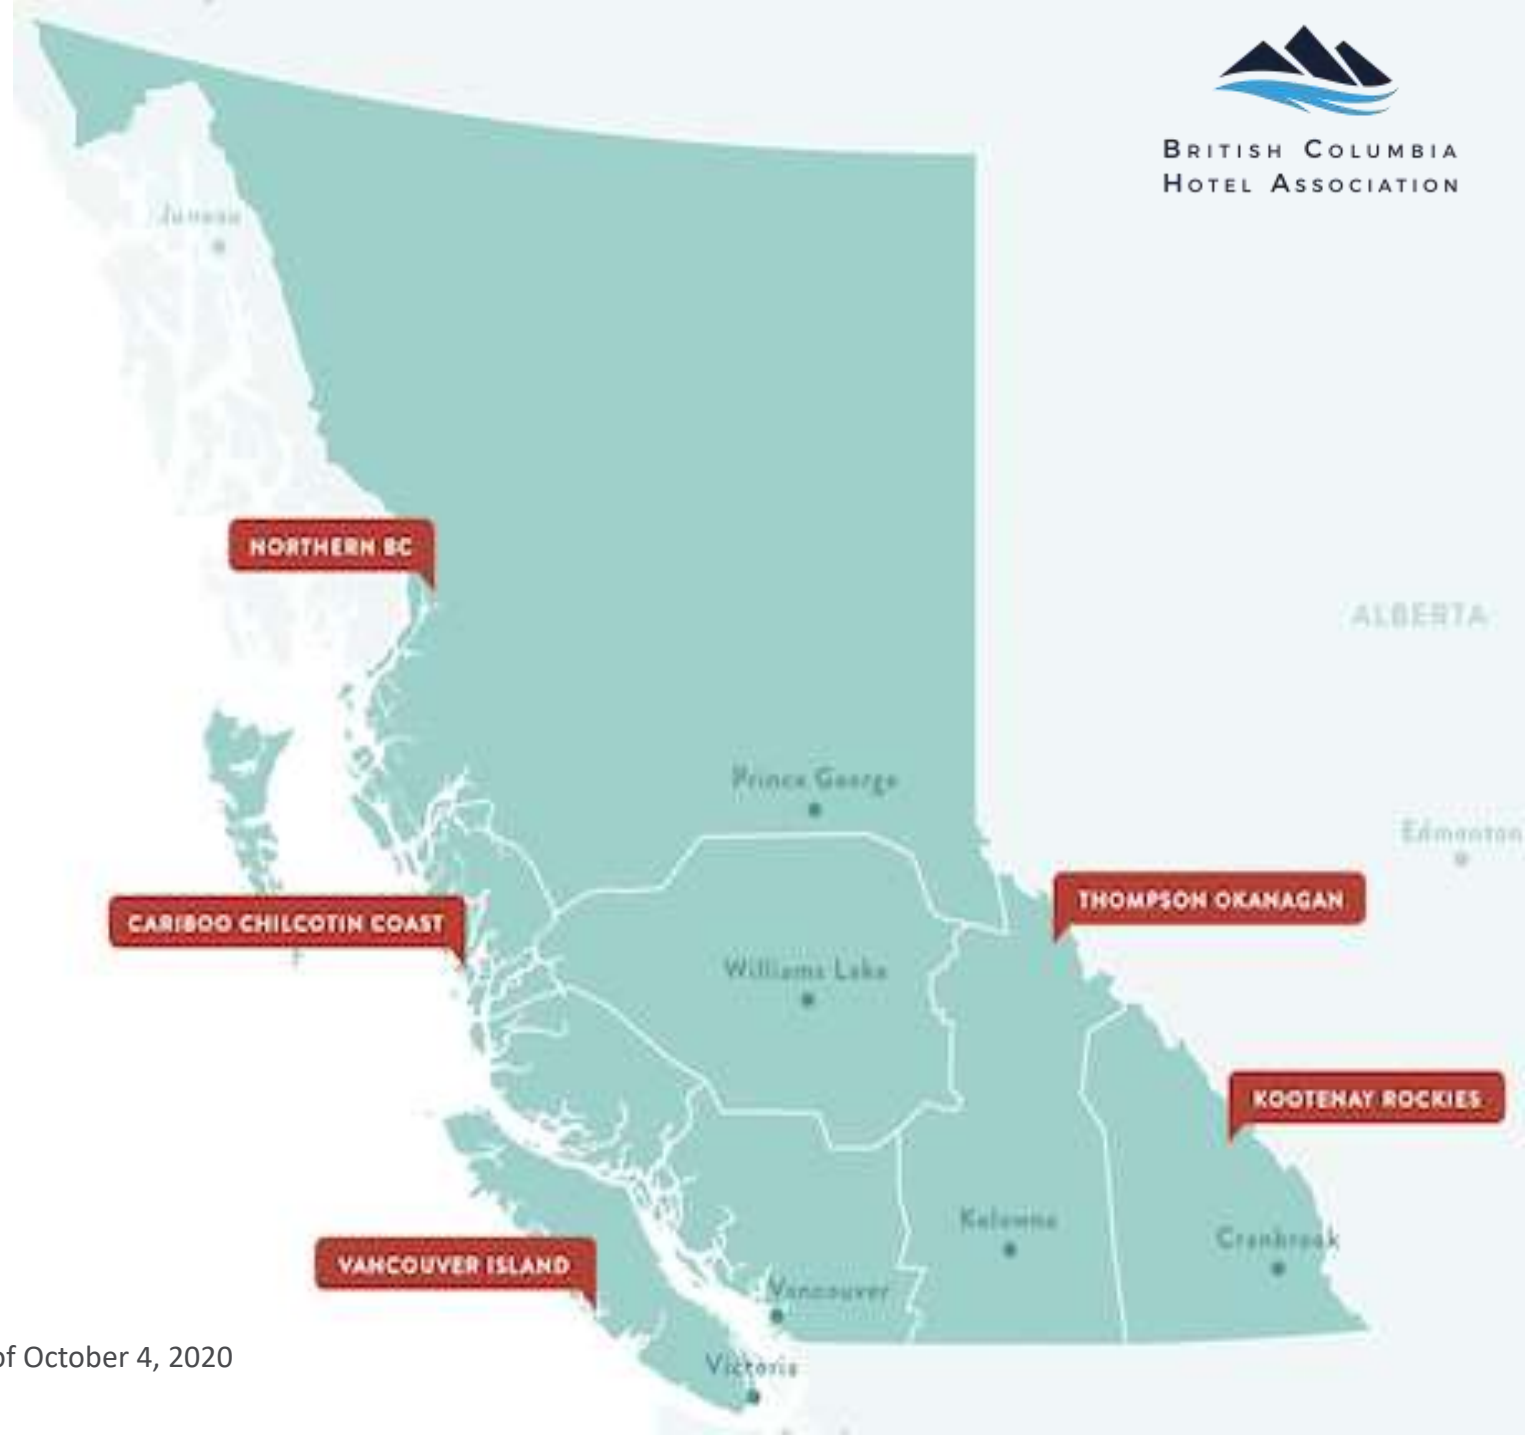 BRITISH COLUMBIA
HOTEL ASSOCIATION
Juneau
NORTHERN BC
ALBERTA
Prince George
Edmonton
THOMPSON OKANAGAN
CARIBOO CHILCOTIN COAST
Williams Lake
KOOTENAY ROCKIES
Kelowna
Cranbrook
VANCOUVER ISLAND
Vancouver
of October 4, 2020
Victoria